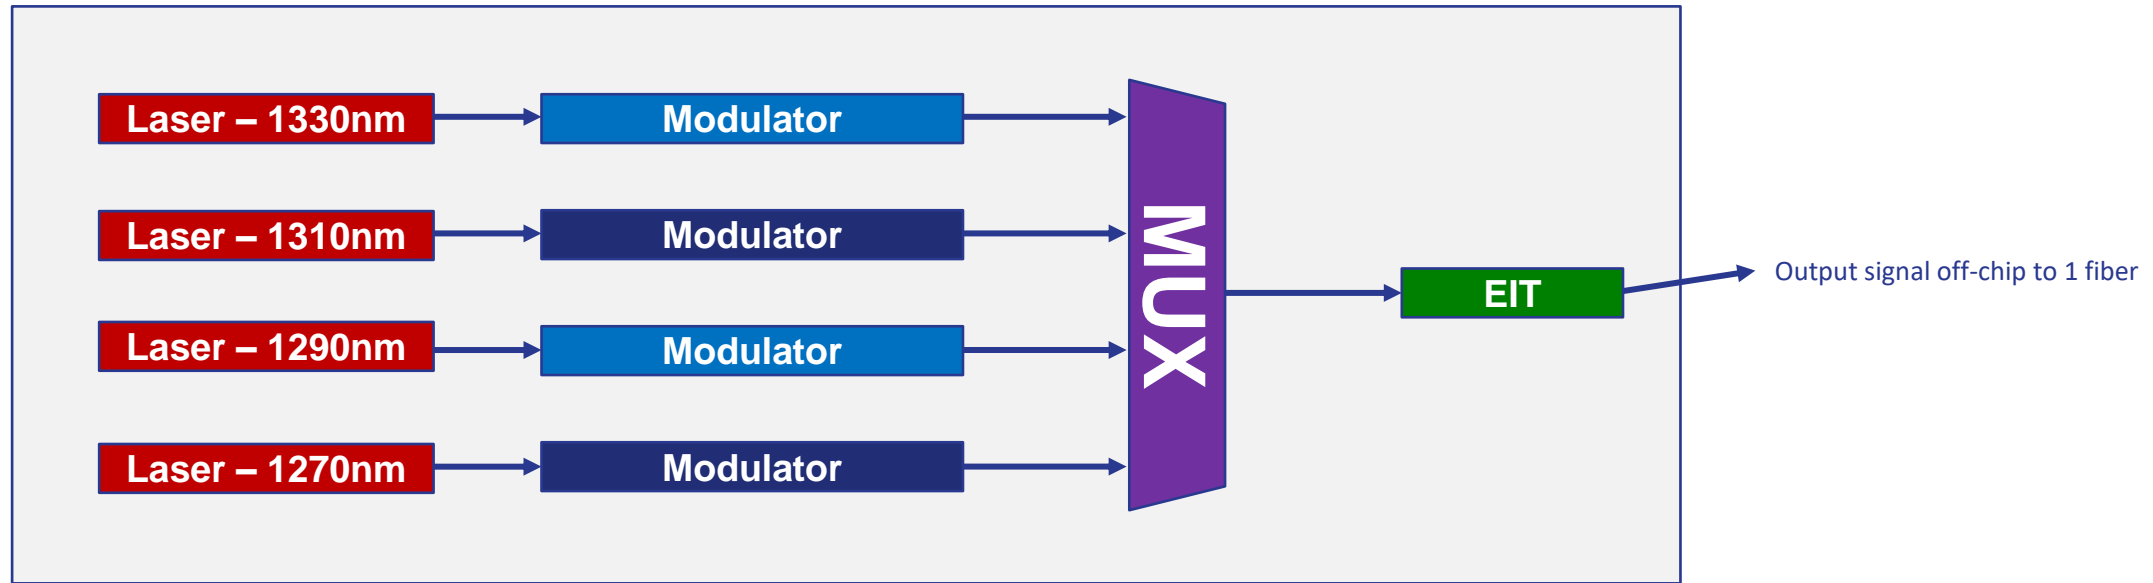 Laser – 1330nm
Modulator
Laser – 1310nm
Modulator
MUX
EIT
Output signal off-chip to 1 fiber
Laser – 1290nm
Modulator
Laser – 1270nm
Modulator